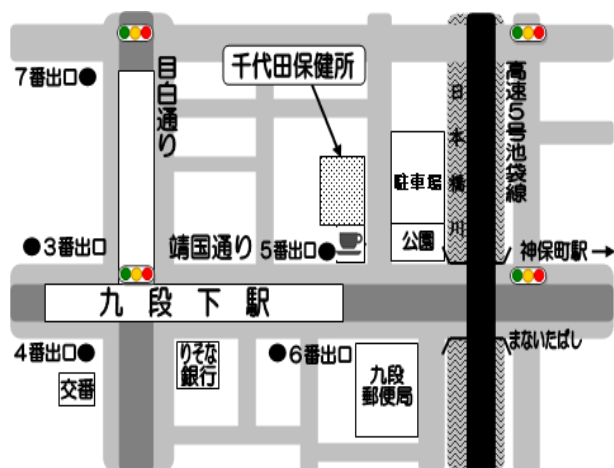 7番出口
目白通り
千代田保健所
高速5号池袋線
日本橋川
駐車場
公園
3番出口
靖国通り
5番出口
神保町駅→
九段下駅
4番出口
りそな
銀行
6番出口
まないたばし
交番
九段
郵便局